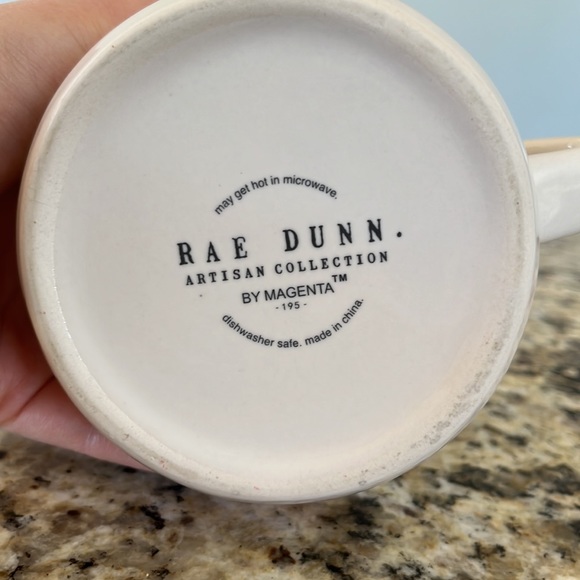 may get hot in microwave.
RAE DUNN.
ARTISAN COLLECTION
BY MAGENTA™
- 195 -
dishwasher safe. made in china.